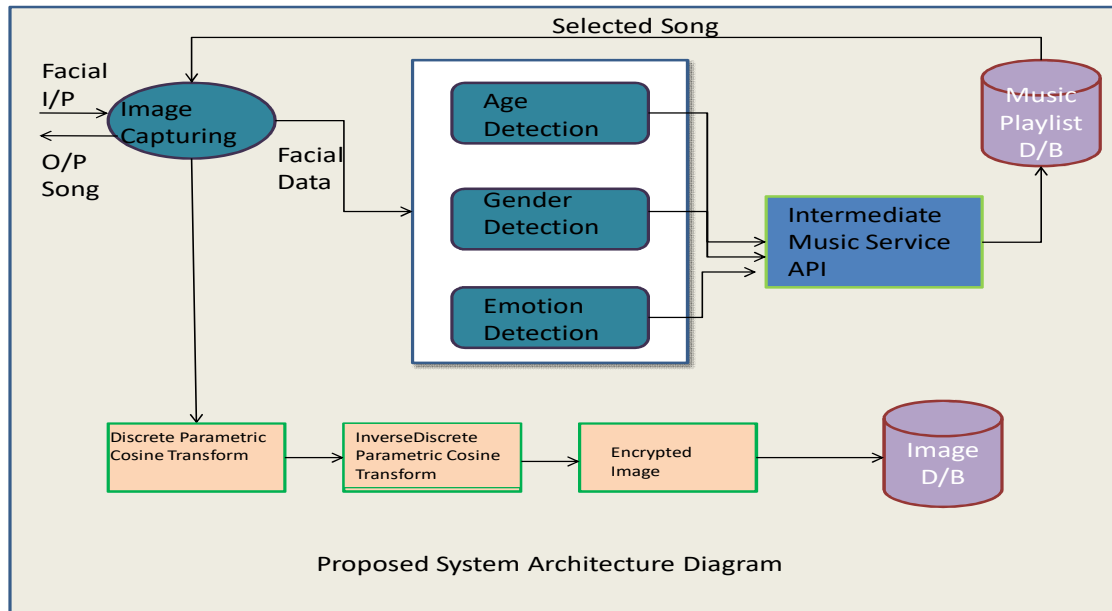 Selected Song
Facial
I/P
Image
Capturing
O/P
Song
Facial
Data
Age
Detection
Gender
Detection
Emotion
Detection
Intermediate
Music Service
API
Music
Playlist
D/B
Discrete Parametric
Cosine Transform
InverseDiscrete
Parametric Cosine
Transform
Encrypted
Image
Image
D/B
Proposed System Architecture Diagram